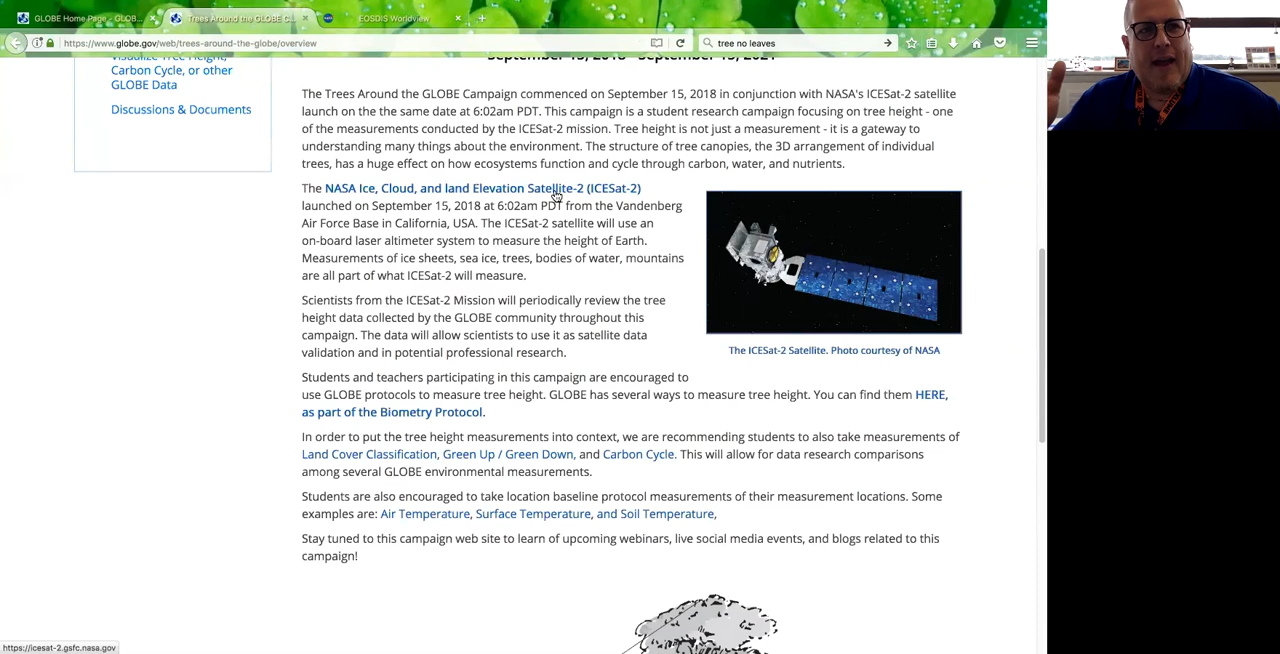 GLOBE Home Page - GLOB...
Trees Around the GLOBE C...
EOSDIS Worldview
https://www.globe.gov/web/trees-around-the-globe/overview
tree no leaves
September 15, 2018 - September 15, 2021
Visualize Tree Height,
Carbon Cycle, or other
GLOBE Data
Discussions & Documents
The Trees Around the GLOBE Campaign commenced on September 15, 2018 in conjunction with NASA's ICESat-2 satellite
launch on the the same date at 6:02am PDT. This campaign is a student research campaign focusing on tree height - one
of the measurements conducted by the ICESat-2 mission. Tree height is not just a measurement - it is a gateway to
understanding many things about the environment. The structure of tree canopies, the 3D arrangement of individual
trees, has a huge effect on how ecosystems function and cycle through carbon, water, and nutrients.
The NASA Ice, Cloud, and land Elevation Satellite-2 (ICESat-2)
launched on September 15, 2018 at 6:02am PDT from the Vandenberg
Air Force Base in California, USA. The ICESat-2 satellite will use an
on-board laser altimeter system to measure the height of Earth.
Measurements of ice sheets, sea ice, trees, bodies of water, mountains
are all part of what ICESat-2 will measure.
The ICESat-2 Satellite. Photo courtesy of NASA
Scientists from the ICESat-2 Mission will periodically review the tree
height data collected by the GLOBE community throughout this
campaign. The data will allow scientists to use it as satellite data
validation and in potential professional research.
Students and teachers participating in this campaign are encouraged to
use GLOBE protocols to measure tree height. GLOBE has several ways to measure tree height. You can find them HERE,
as part of the Biometry Protocol.
In order to put the tree height measurements into context, we are recommending students to also take measurements of
Land Cover Classification, Green Up / Green Down, and Carbon Cycle. This will allow for data research comparisons
among several GLOBE environmental measurements.
Students are also encouraged to take location baseline protocol measurements of their measurement locations. Some
examples are: Air Temperature, Surface Temperature, and Soil Temperature,
Stay tuned to this campaign web site to learn of upcoming webinars, live social media events, and blogs related to this
campaign!
https://icesat-2.gsfc.nasa.gov